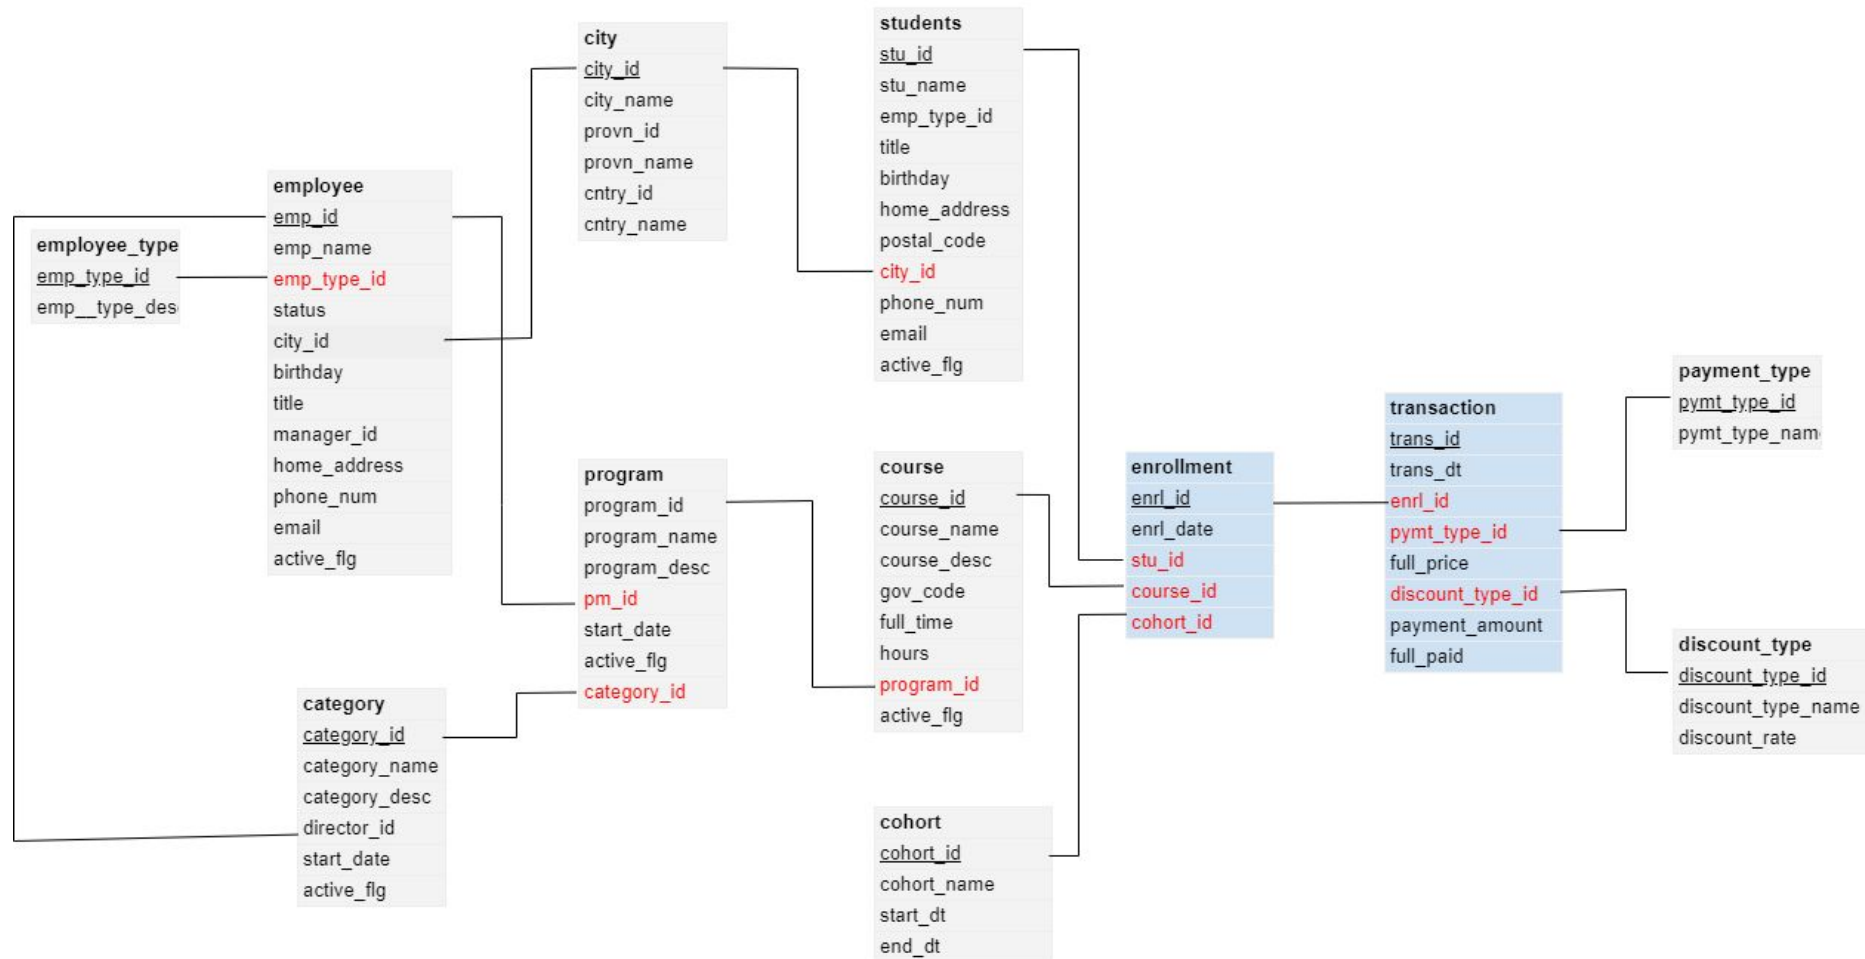 employee_type
emp_type_id
emp__type_des
employee
emp_id
emp_name
emp_type_id
status
city_id
birthday
title
manager_id
home_address
phone_num
email
active_flg
category
category_id
category_name
category_desc
director_id
start_date
active_flg
city
city_id
city_name
provn_id
provn_name
cntry_id
cntry_name
program
program_id
program_name
program_desc
pm_id
start_date
active_flg
category_id
students
stu_id
stu_name
emp_type_id
title
birthday
home_address
postal_code
city_id
phone_num
email
active_flg
course
course_id
course_name
course_desc
gov_code
full_time
hours
program_id
active_flg
cohort
cohort_id
cohort_name
start_dt
end_dt
enrollment
enrl_id
enrl_date
stu_id
course_id
cohort_id
transaction
trans_id
trans_dt
enrl_id
pymt_type_id
full_price
discount_type_id
payment_amount
full_paid
payment_type
pymt_type_id
pymt_type_nam
discount_type
discount_type_id
discount_type_name
discount_rate